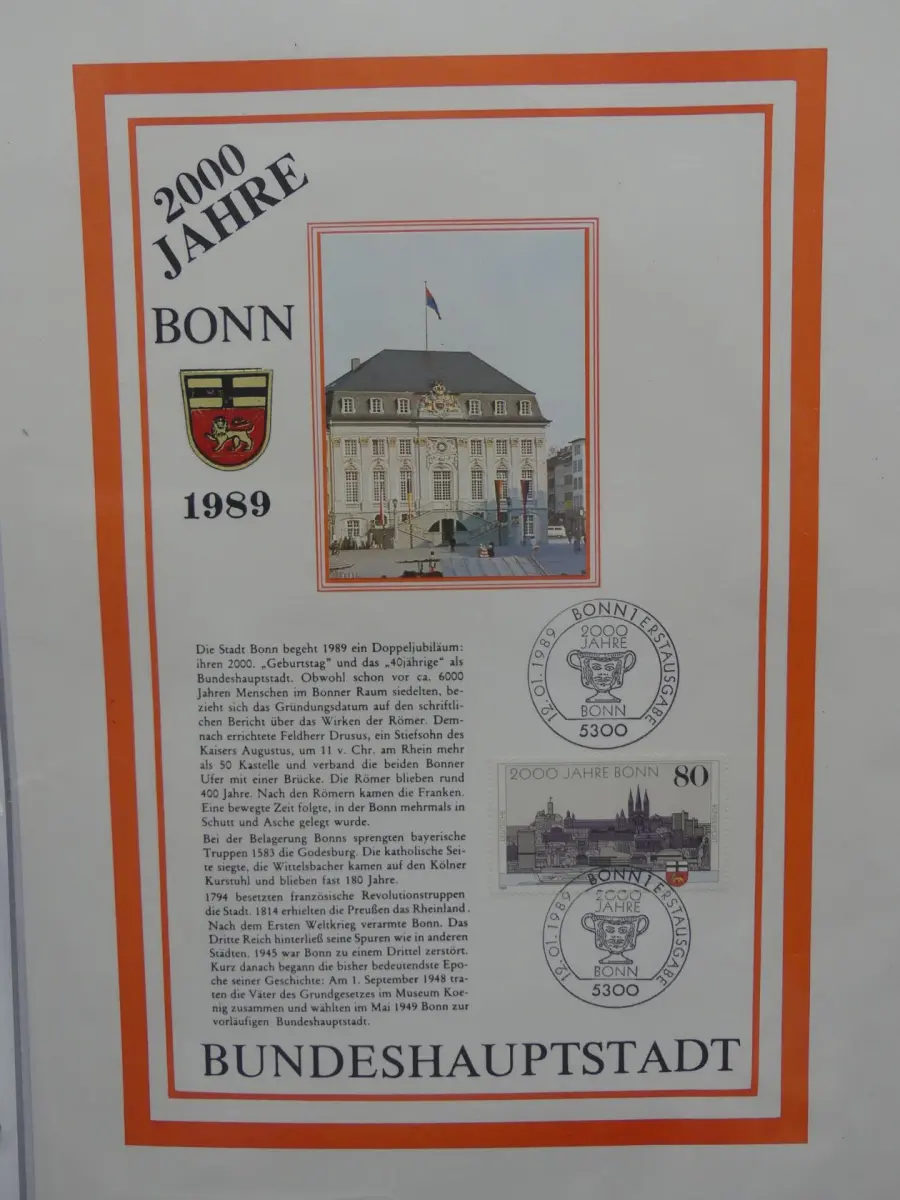 2000
JAHRE
BONN
1989
Die Stadt Bonn begeht 1989 ein Doppeljubiläum:
ihren 2000. „Geburtstag" und das „40jährige" als
Bundeshauptstadt. Obwohl schon vor ca. 6000
Jahren Menschen im Bonner Raum siedelten, be-
zieht sich das Gründungsdatum auf den schriftli-
chen Bericht über das Wirken der Römer. Dem-
nach errichtete Feldherr Drusus, ein Stiefsohn des
Kaisers Augustus, um 11 v. Chr. am Rhein mehr
als 50 Kastelle und verband die beiden Bonner
Ufer mit einer Brücke. Die Römer blieben rund
400 Jahre. Nach den Römern kamen die Franken.
Eine bewegte Zeit folgte, in der Bonn mehrmals in
Schutt und Asche gelegt wurde.
Bei der Belagerung Bonns sprengten bayerische
Truppen 1583 die Godesburg. Die katholische Sei-
te siegte, die Wittelsbacher kamen auf den Kölner
Kurstuhl und blieben fast 180 Jahre.
1794 besetzten französische Revolutionstruppen
die Stadt. 1814 erhielten die Preußen das Rheinland.
Nach dem Ersten Weltkrieg verarmte Bonn. Das
Dritte Reich hinterließ seine Spuren wie in anderen
Städten. 1945 war Bonn zu einem Drittel zerstört.
Kurz danach begann die bisher bedeutendste Epo-
che seiner Geschichte: Am 1. September 1948 tra-
ten die Väter des Grundgesetzes im Museum Koe-
nig zusammen und wählten im Mai 1949 Bonn zur
vorläufigen Bundeshauptstadt.
12.01.1989 BONN 1 ERSTAUSGABE
2000
JAHRE
BONN
5300
2000 JAHRE BONN 80
12.01.1989 BONN 1 ERSTAUSGABE
2000
JAHRE
BONN
5300
BUNDESHAUPTSTADT